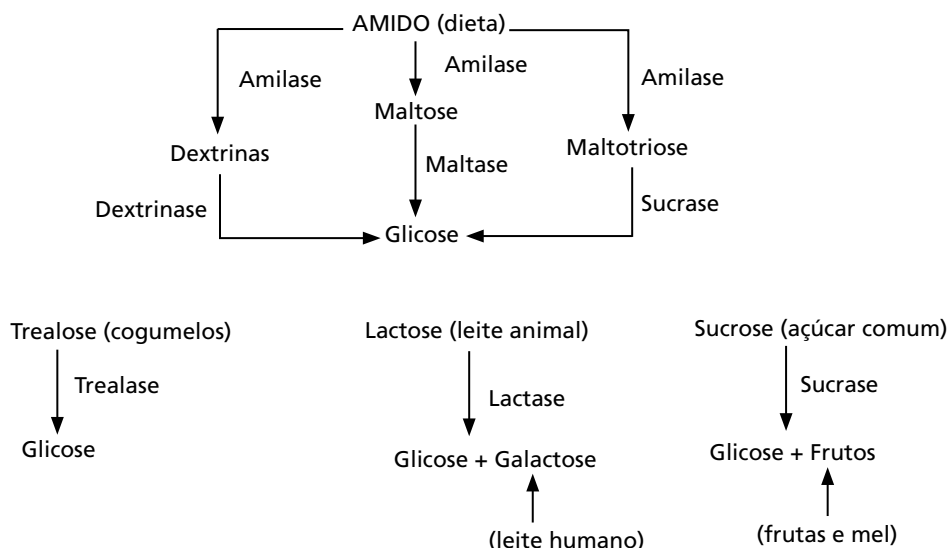 AMIDO (dieta)
Amilase
Amilase
Amilase
Maltose
Dextrinas
Maltotriose
Maltase
Dextrinase
Sucrase
Glicose
Trealose (cogumelos)
Lactose (leite animal)
Sucrose (açúcar comum)
Trealase
Lactase
Sucrase
Glicose
Glicose + Galactose
Glicose + Frutos
(leite humano)
(frutas e mel)